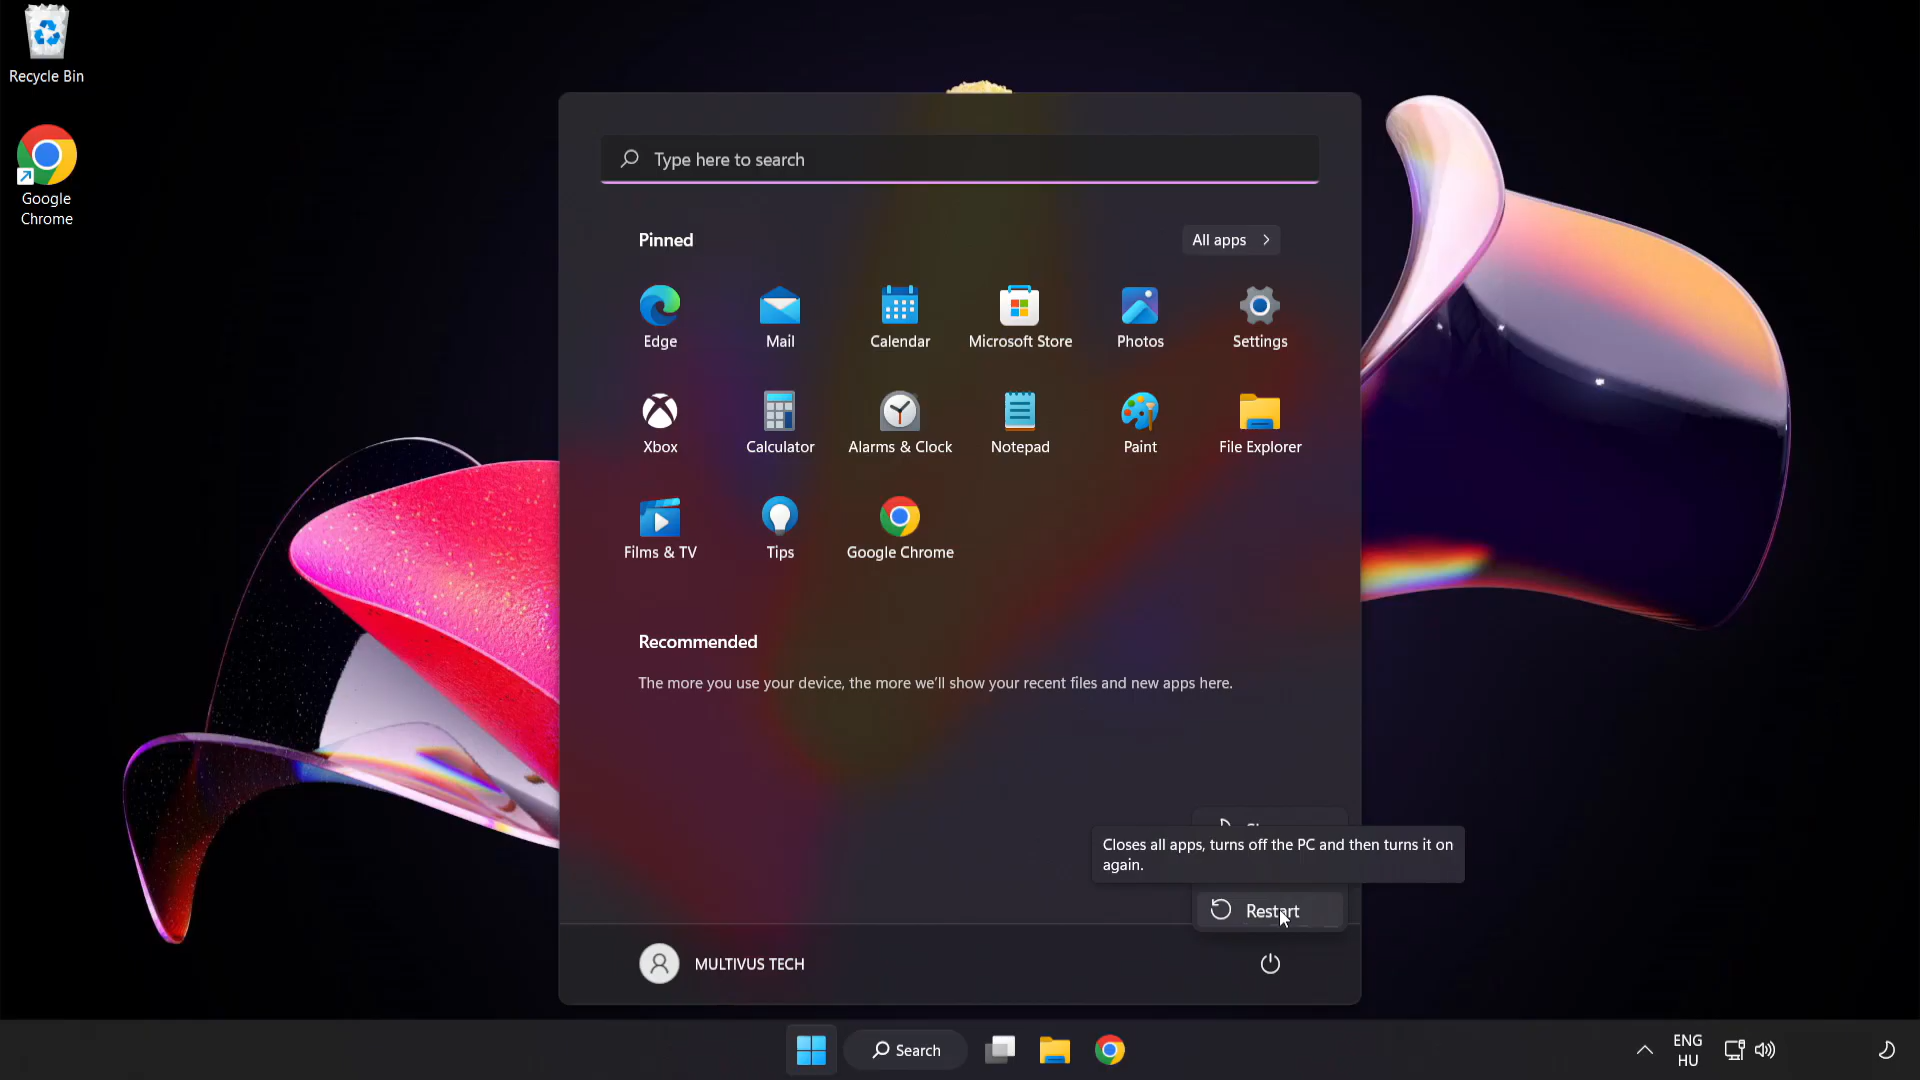 Recycle Bin
Google
Chrome
Type here to search
Pinned
All apps
Edge
Mail
Calendar
Microsoft Store
Photos
Settings
Xbox
Calculator
Alarms & Clock
Notepad
Paint
File Explorer
Films & TV
Tips
Google Chrome
Recommended
The more you use your device, the more we'll show your recent files and new apps here.
Closes all apps, turns off the PC and then turns it on
again.
Restart
MULTIVUS TECH
Search
ENG
HU